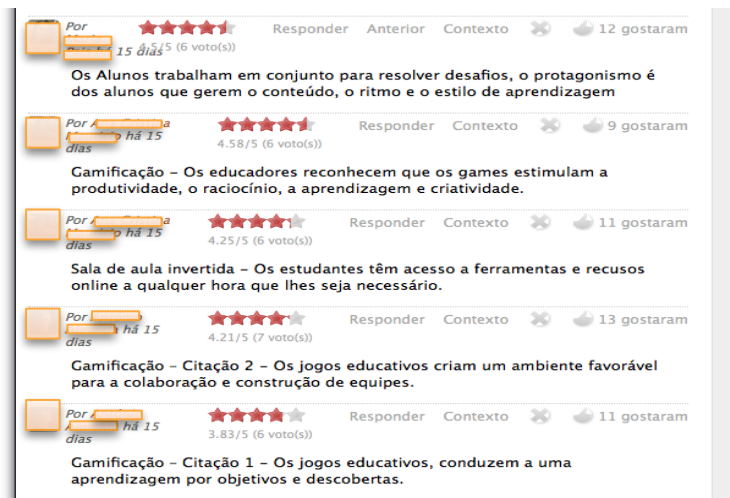 Por
4.5/5 (6 voto(s))
Responder Anterior Contexto 12 gostaram
há 15 dias
Os Alunos trabalham em conjunto para resolver desafios, o protagonismo é
dos alunos que gerem o conteúdo, o ritmo e o estilo de aprendizagem
Por
há 15
dias
4.58/5 (6 voto(s))
Responder Contexto 9 gostaram
Gamificação – Os educadores reconhecem que os games estimulam a
produtividade, o raciocínio, a aprendizagem e criatividade.
Por
há 15
dias
4.25/5 (6 voto(s))
Responder Contexto 11 gostaram
Sala de aula invertida – Os estudantes têm acesso a ferramentas e recusos
online a qualquer hora que lhes seja necessário.
Por
há 15
dias
4.21/5 (7 voto(s))
Responder Contexto 13 gostaram
Gamificação – Citação 2 – Os jogos educativos criam um ambiente favorável
para a colaboração e construção de equipes.
Por
há 15
dias
3.83/5 (6 voto(s))
Responder Contexto 11 gostaram
Gamificação – Citação 1 – Os jogos educativos, conduzem a uma
aprendizagem por objetivos e descobertas.